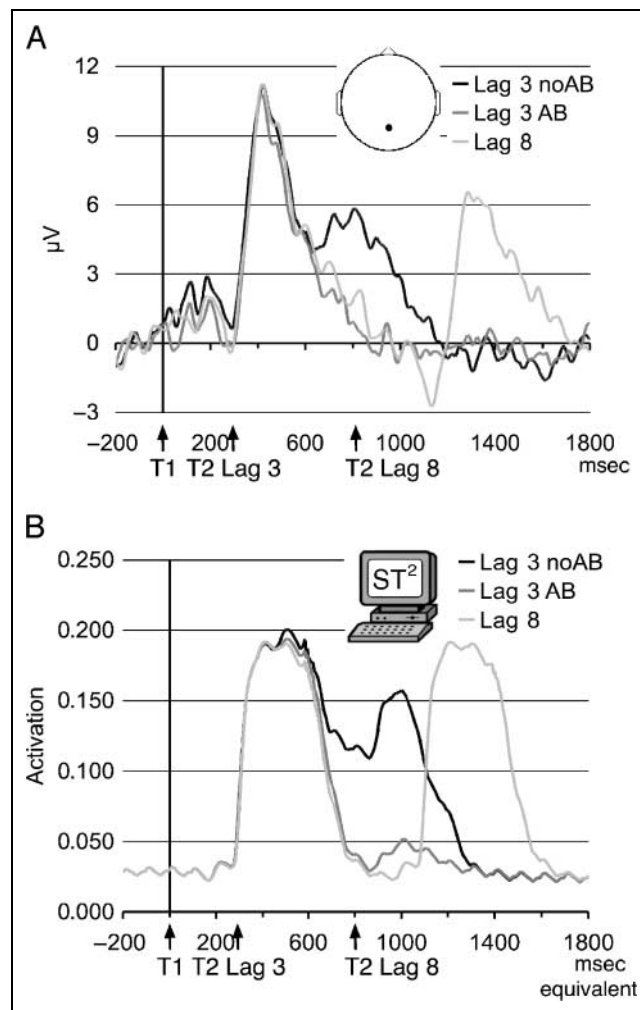 A
12
9
6
3
0
−3
µV
Lag 3 noAB
Lag 3 AB
Lag 8
−200 200 600 1000 1400 1800
msec
T1 T2 Lag 3 T2 Lag 8
B
0.250
0.200
0.150
0.100
0.050
0.000
Activation
ST²
Lag 3 noAB
Lag 3 AB
Lag 8
−200 200 600 1000 1400 1800
T1 T2 Lag 3 T2 Lag 8 msec
equivalent